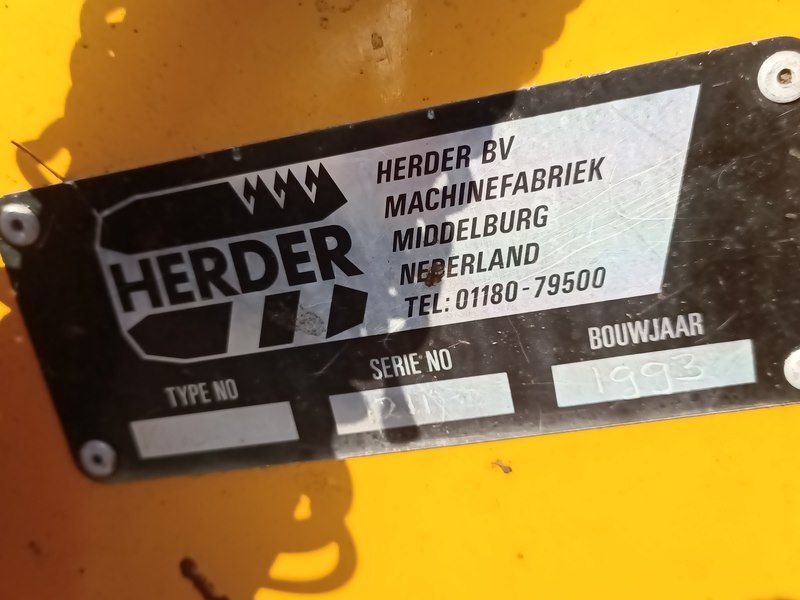 HERDER
HERDER BV
MACHINEFABRIEK
MIDDELBURG
NEDERLAND
TEL: 01180-79500
TYPE NO
SERIE NO
BOUWJAAR
1993